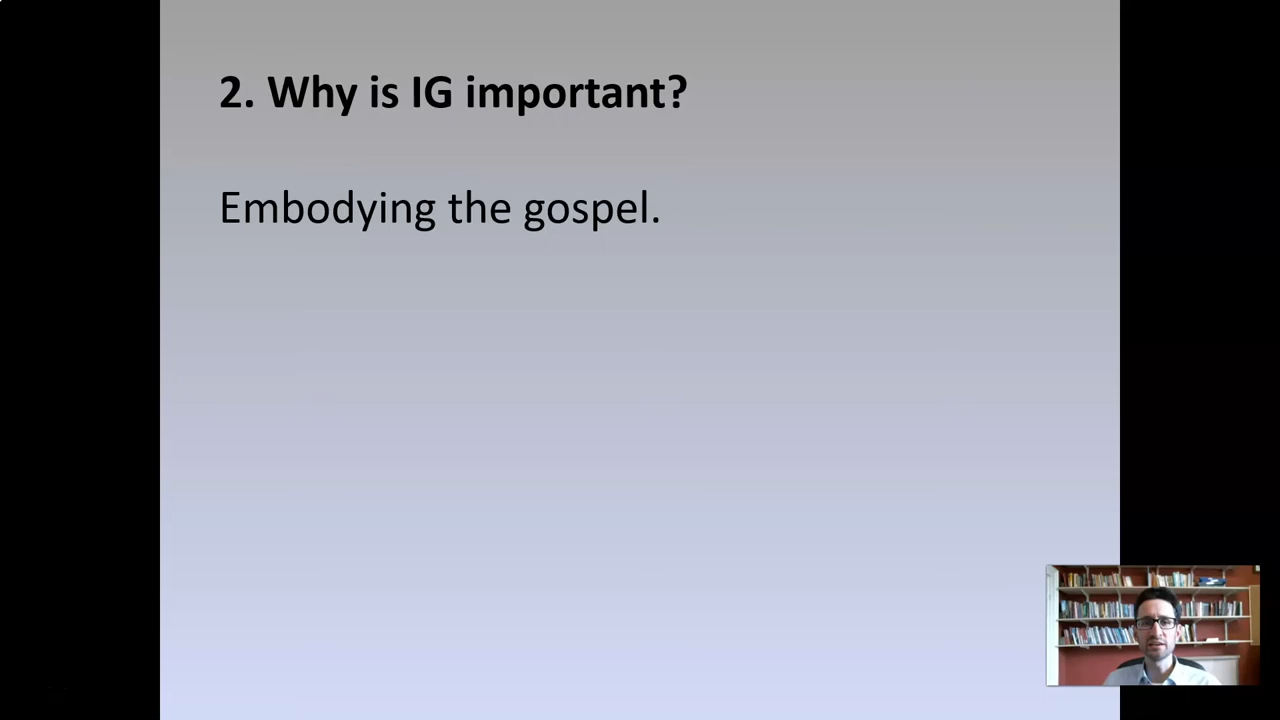 2. Why is IG important?
Embodying the gospel.